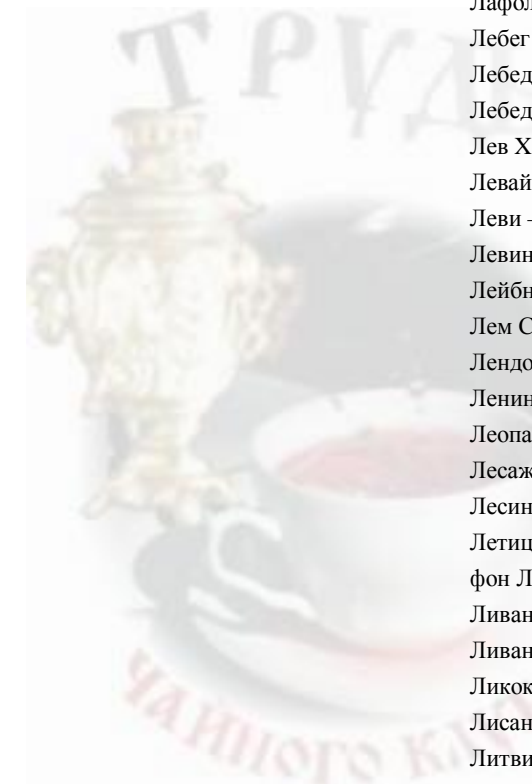 ТРУД
ЧАЙНОГО КЛ
Лафол
Лебег
Лебед
Лебед
Лев X
Левай
Леви -
Левин
Лейбн
Лем С
Лендо
Ленин
Леопа
Лесаж
Лесин
Летиц
фон Л
Ливан
Ливан
Ликок
Лисан
Литви